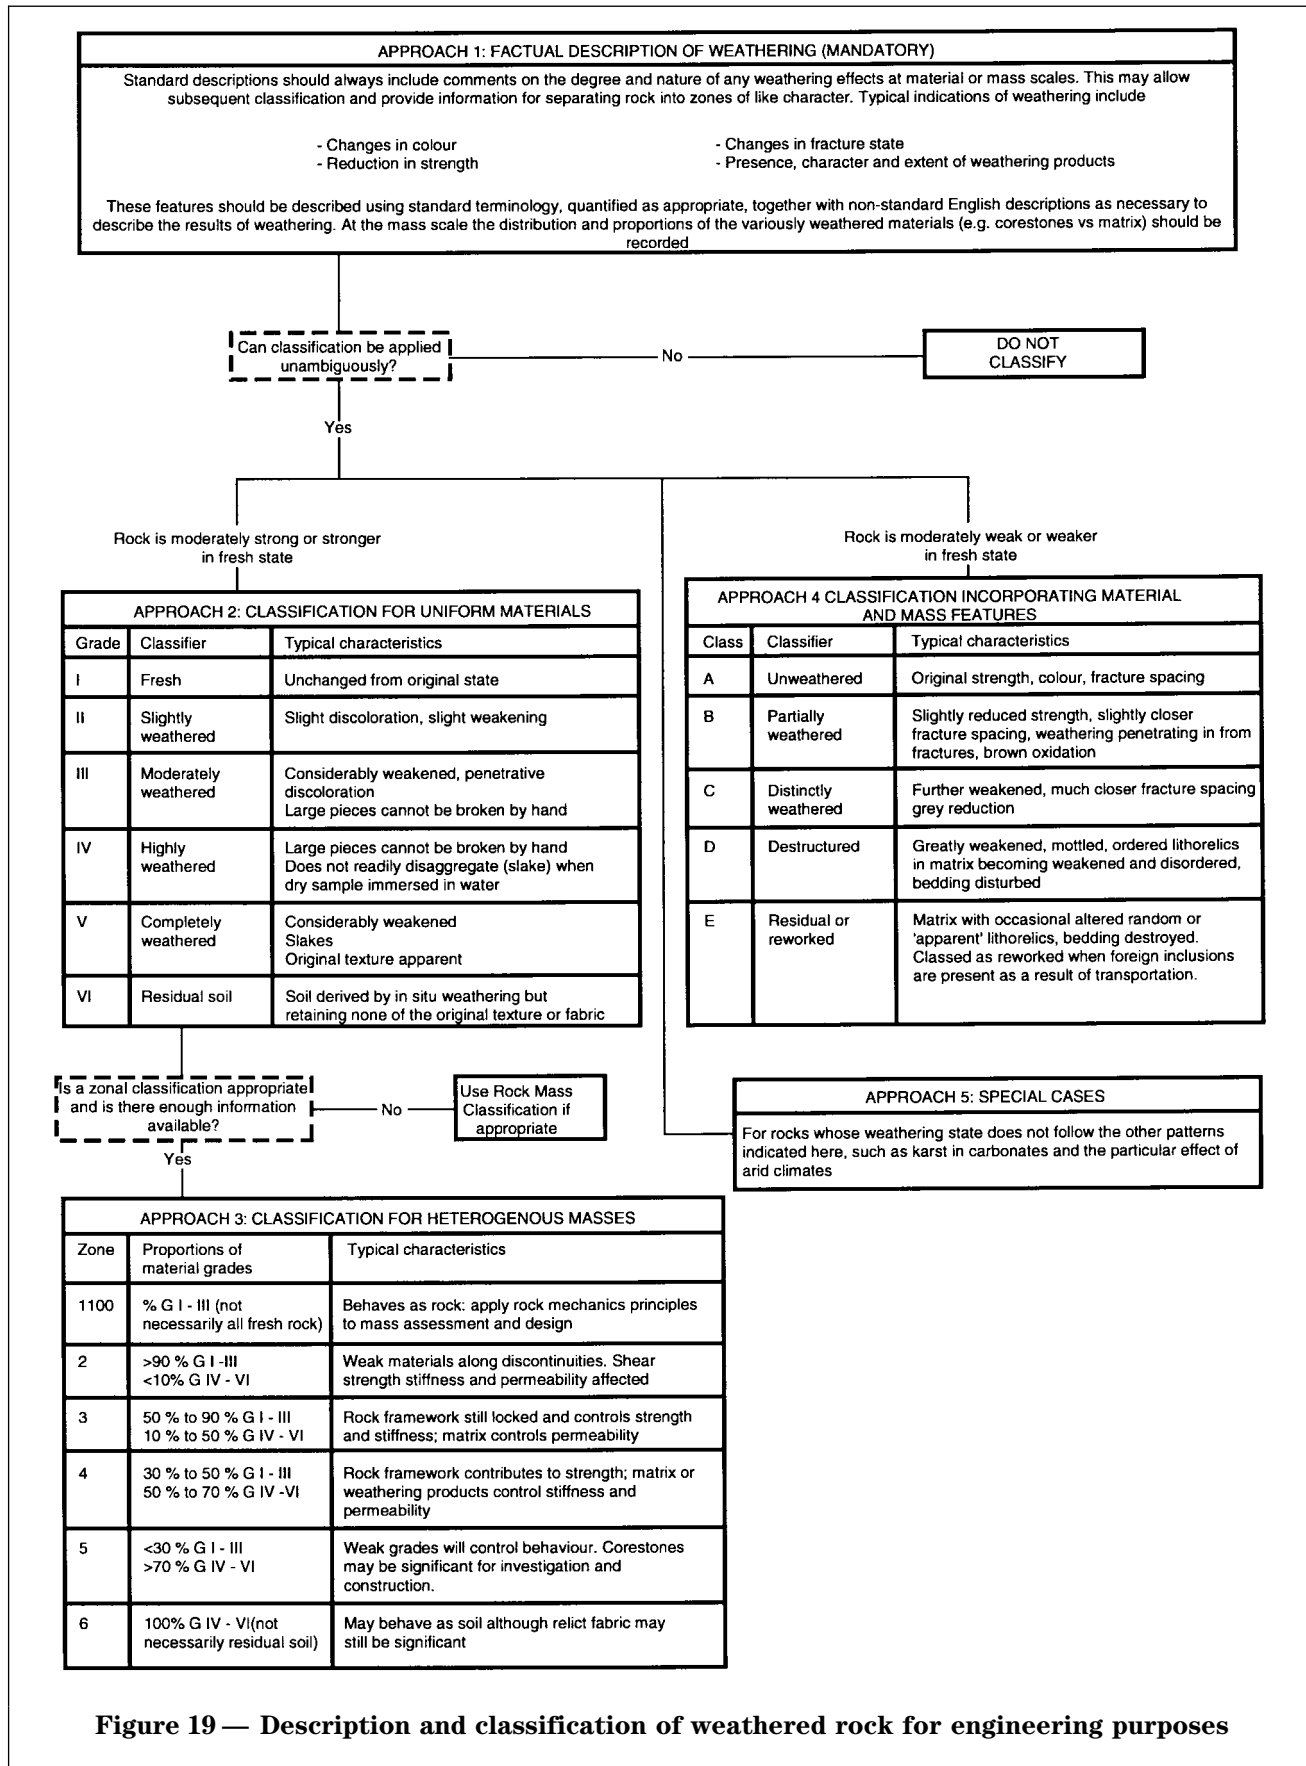 APPROACH 1: FACTUAL DESCRIPTION OF WEATHERING (MANDATORY)
Standard descriptions should always include comments on the degree and nature of any weathering effects at material or mass scales. This may allow
subsequent classification and provide information for separating rock into zones of like character. Typical indications of weathering include
- Changes in colour
- Reduction in strength
- Changes in fracture state
- Presence, character and extent of weathering products
These features should be described using standard terminology, quantified as appropriate, together with non-standard English descriptions as necessary to
describe the results of weathering. At the mass scale the distribution and proportions of the variously weathered materials (e.g. corestones vs matrix) should be
recorded
Can classification be applied
unambiguously?
No
DO NOT
CLASSIFY
Yes
Rock is moderately strong or stronger
in fresh state
Rock is moderately weak or weaker
in fresh state
APPROACH 2: CLASSIFICATION FOR UNIFORM MATERIALS
Grade Classifier Typical characteristics
I Fresh Unchanged from original state
II Slightly Slight discoloration, slight weakening
weathered
III Moderately Considerably weakened, penetrative
weathered discoloration
Large pieces cannot be broken by hand
IV Highly Large pieces cannot be broken by hand
weathered Does not readily disaggregate (slake) when
dry sample immersed in water
V Completely Considerably weakened
weathered Slakes
Original texture apparent
VI Residual soil Soil derived by in situ weathering but
retaining none of the original texture or fabric
APPROACH 4 CLASSIFICATION INCORPORATING MATERIAL
AND MASS FEATURES
Class Classifier Typical characteristics
A Unweathered Original strength, colour, fracture spacing
B Partially Slightly reduced strength, slightly closer
weathered fracture spacing, weathering penetrating in from
fractures, brown oxidation
C Distinctly Further weakened, much closer fracture spacing
weathered grey reduction
D Destructured Greatly weakened, mottled, ordered lithorelics
in matrix becoming weakened and disordered,
bedding disturbed
E Residual or Matrix with occasional altered random or
reworked 'apparent' lithorelics, bedding destroyed.
Classed as reworked when foreign inclusions
are present as a result of transportation.
Is a zonal classification appropriate
and is there enough information
available?
No
Use Rock Mass
Classification if
appropriate
Yes
APPROACH 5: SPECIAL CASES
For rocks whose weathering state does not follow the other patterns
indicated here, such as karst in carbonates and the particular effect of
arid climates
APPROACH 3: CLASSIFICATION FOR HETEROGENOUS MASSES
Zone Proportions of Typical characteristics
material grades
1100 % G I - III (not Behaves as rock: apply rock mechanics principles
necessarily all fresh rock) to mass assessment and design
2 >90 % G I -III Weak materials along discontinuities. Shear
<10% G IV - VI strength stiffness and permeability affected
3 50 % to 90 % G I - III Rock framework still locked and controls strength
10 % to 50 % G IV - VI and stiffness; matrix controls permeability
4 30 % to 50 % G I - III Rock framework contributes to strength; matrix or
50 % to 70 % G IV -VI weathering products control stiffness and
permeability
5 <30 % G I - III Weak grades will control behaviour. Corestones
>70 % G IV - VI may be significant for investigation and
construction.
6 100% G IV - VI(not May behave as soil although relict fabric may
necessarily residual soil) still be significant
Figure 19 — Description and classification of weathered rock for engineering purposes